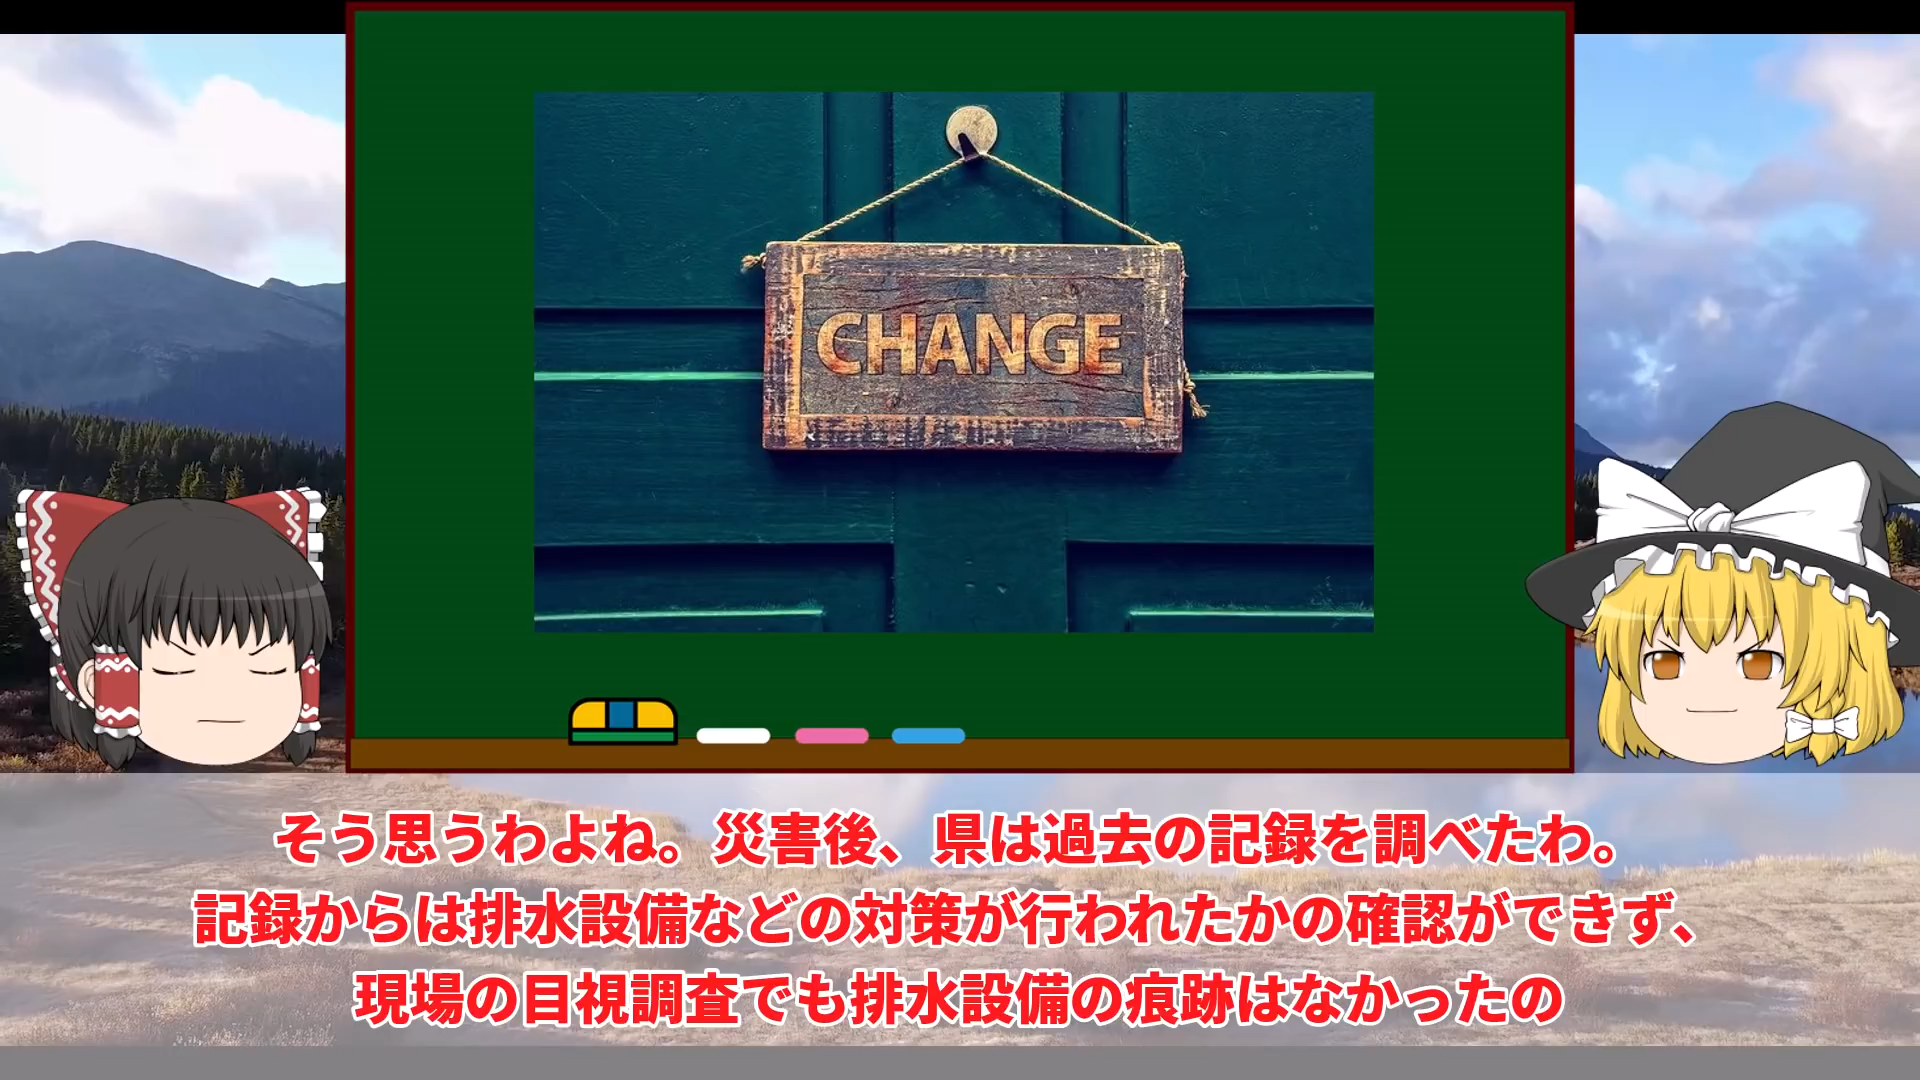 CHANGE
そう思うわよね。災害後、県は過去の記録を調べたわ。
記録からは排水設備などの対策が行われたかの確認ができず、
現場の目視調査でも排水設備の痕跡はなかったの